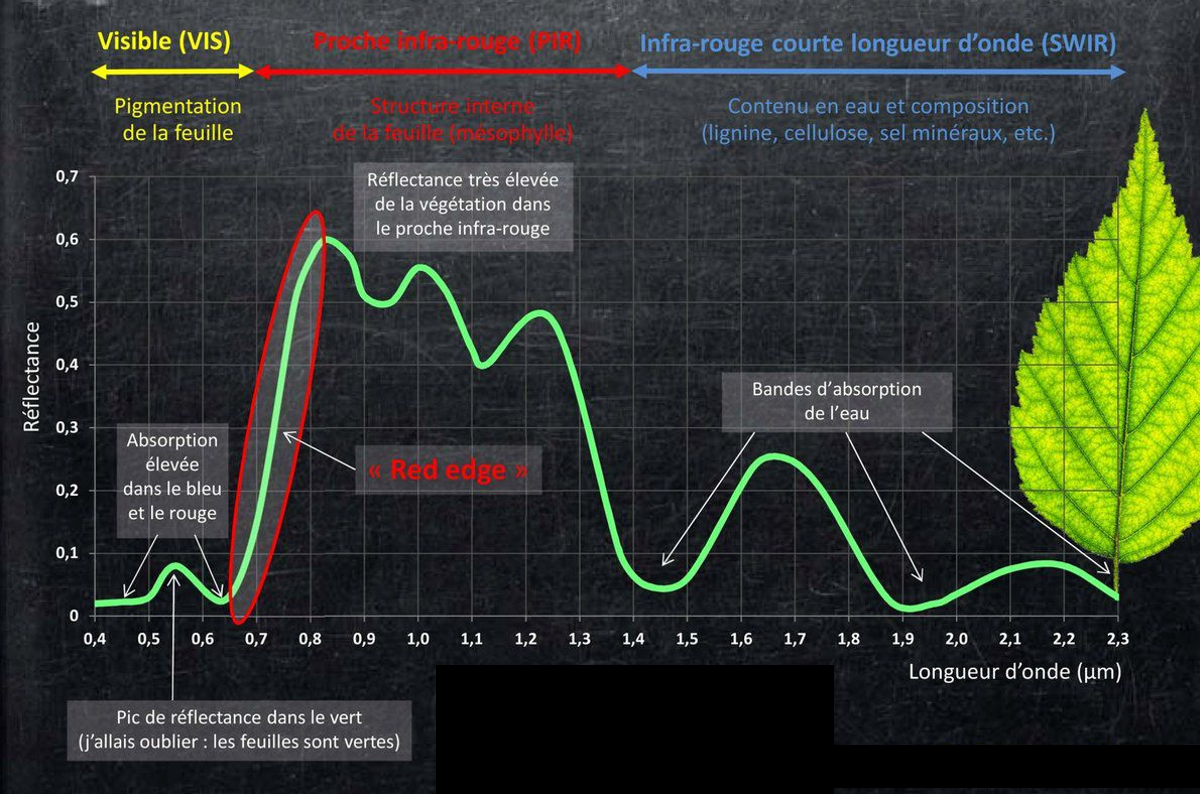 Visible (VIS)
Proche infra-rouge (PIR)
Infra-rouge courte longueur d’onde (SWIR)
Pigmentation
de la feuille
Structure interne
de la feuille (mésophylle)
Contenu en eau et composition
(lignine, cellulose, sel minéraux, etc.)
Réflectance très élevée
de la végétation dans
le proche infra-rouge
Réflectance
0,7
0,6
0,5
0,4
0,3
0,2
0,1
0
Bandes d’absorption
de l’eau
Absorption
élevée
dans le bleu
et le rouge
« Red edge »
0,4 0,5 0,6 0,7 0,8 0,9 1,0 1,1 1,2 1,3 1,4 1,5 1,6 1,7 1,8 1,9 2,0 2,1 2,2 2,3
Longueur d’onde (µm)
Pic de réflectance dans le vert
(j’allais oublier : les feuilles sont vertes)